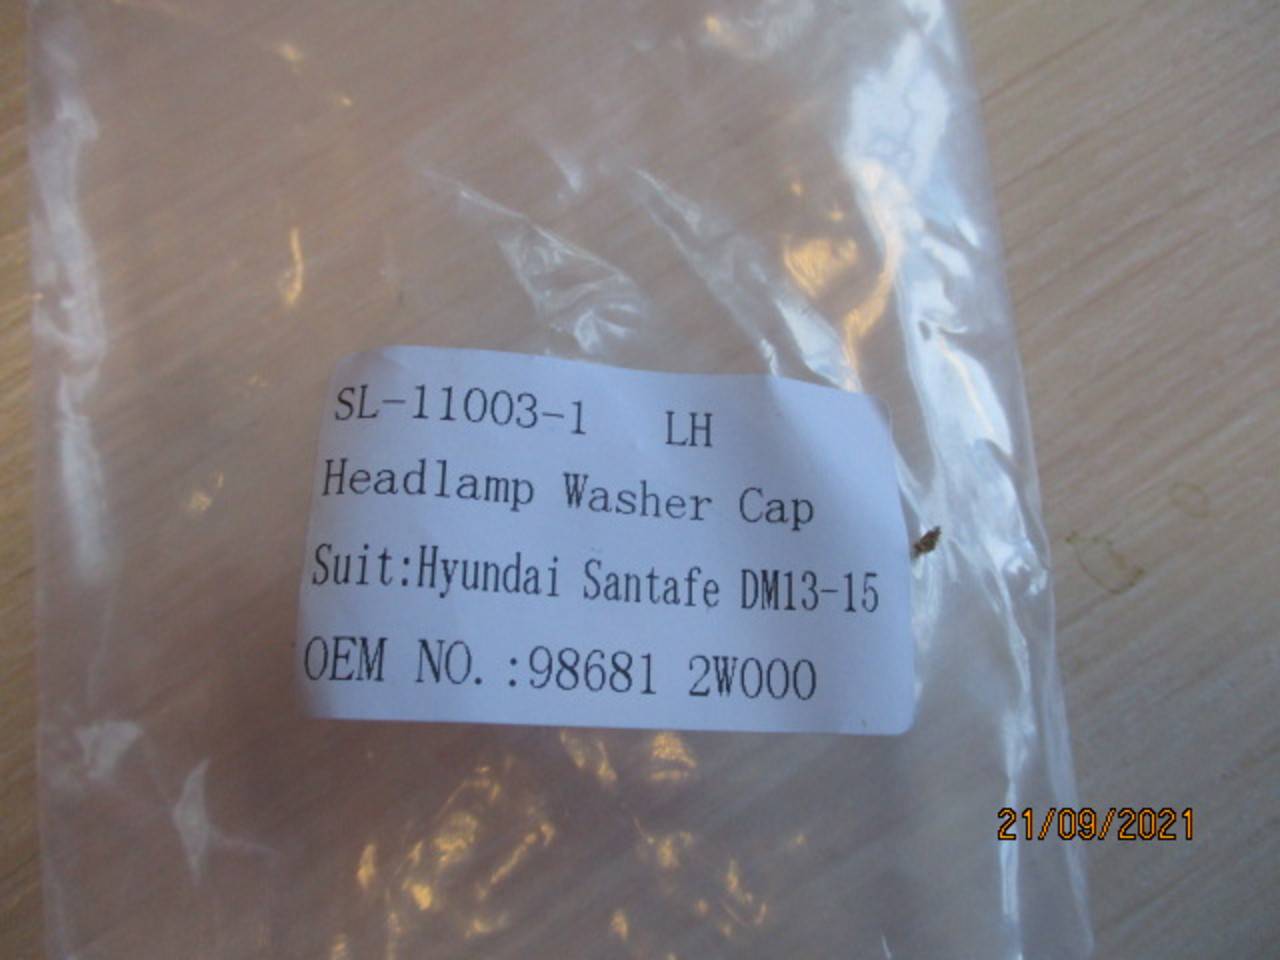 SL-11003-1 LH
Headlamp Washer Cap
Suit:Hyundai Santafe DM13-15
OEM NO.:98681 2W000
21/09/2021